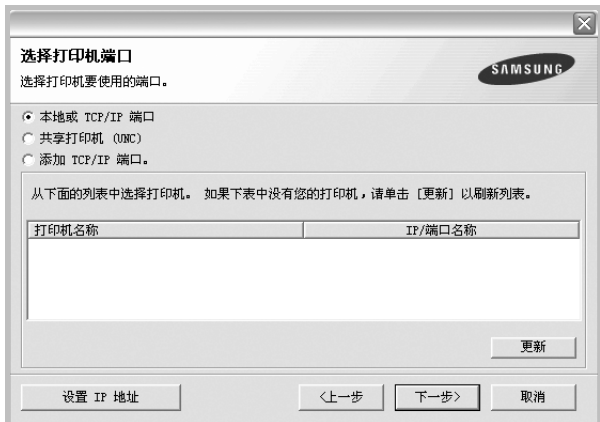 选择打印机端口
选择打印机要使用的端口。
SAMSUNG
本地或 TCP/IP 端口
共享打印机 (UNC)
添加 TCP/IP 端口。
从下面的列表中选择打印机。 如果下表中没有您的打印机,请单击 [更新] 以刷新列表。
打印机名称 IP/端口名称
更新
设置 IP 地址 <上一步 下一步> 取消